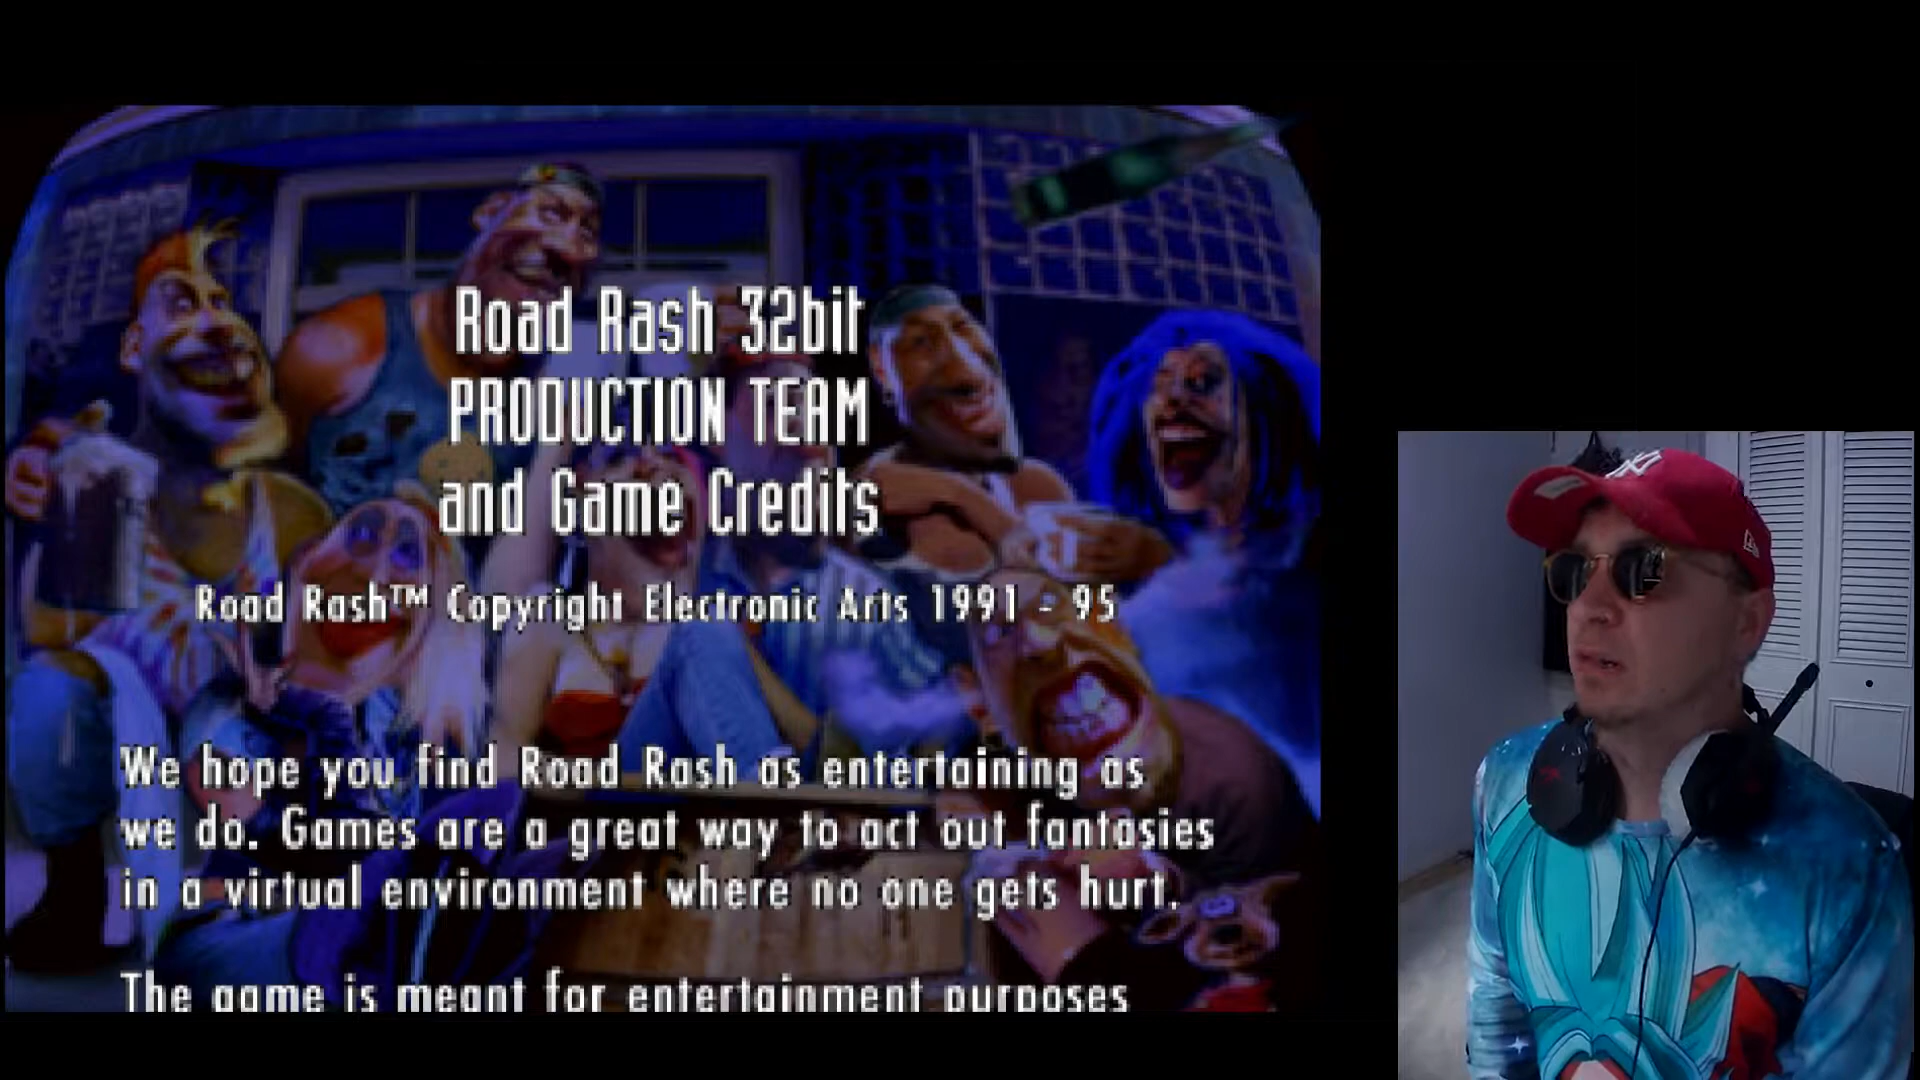 Road Rash 32bit
PRODUCTION TEAM
and Game Credits
Road Rash™ Copyright Electronic Arts 1991 - 95
We hope you find Road Rash as entertaining as
we do. Games are a great way to act out fantasies
in a virtual environment where no one gets hurt.
The game is meant for entertainment purposes
NY